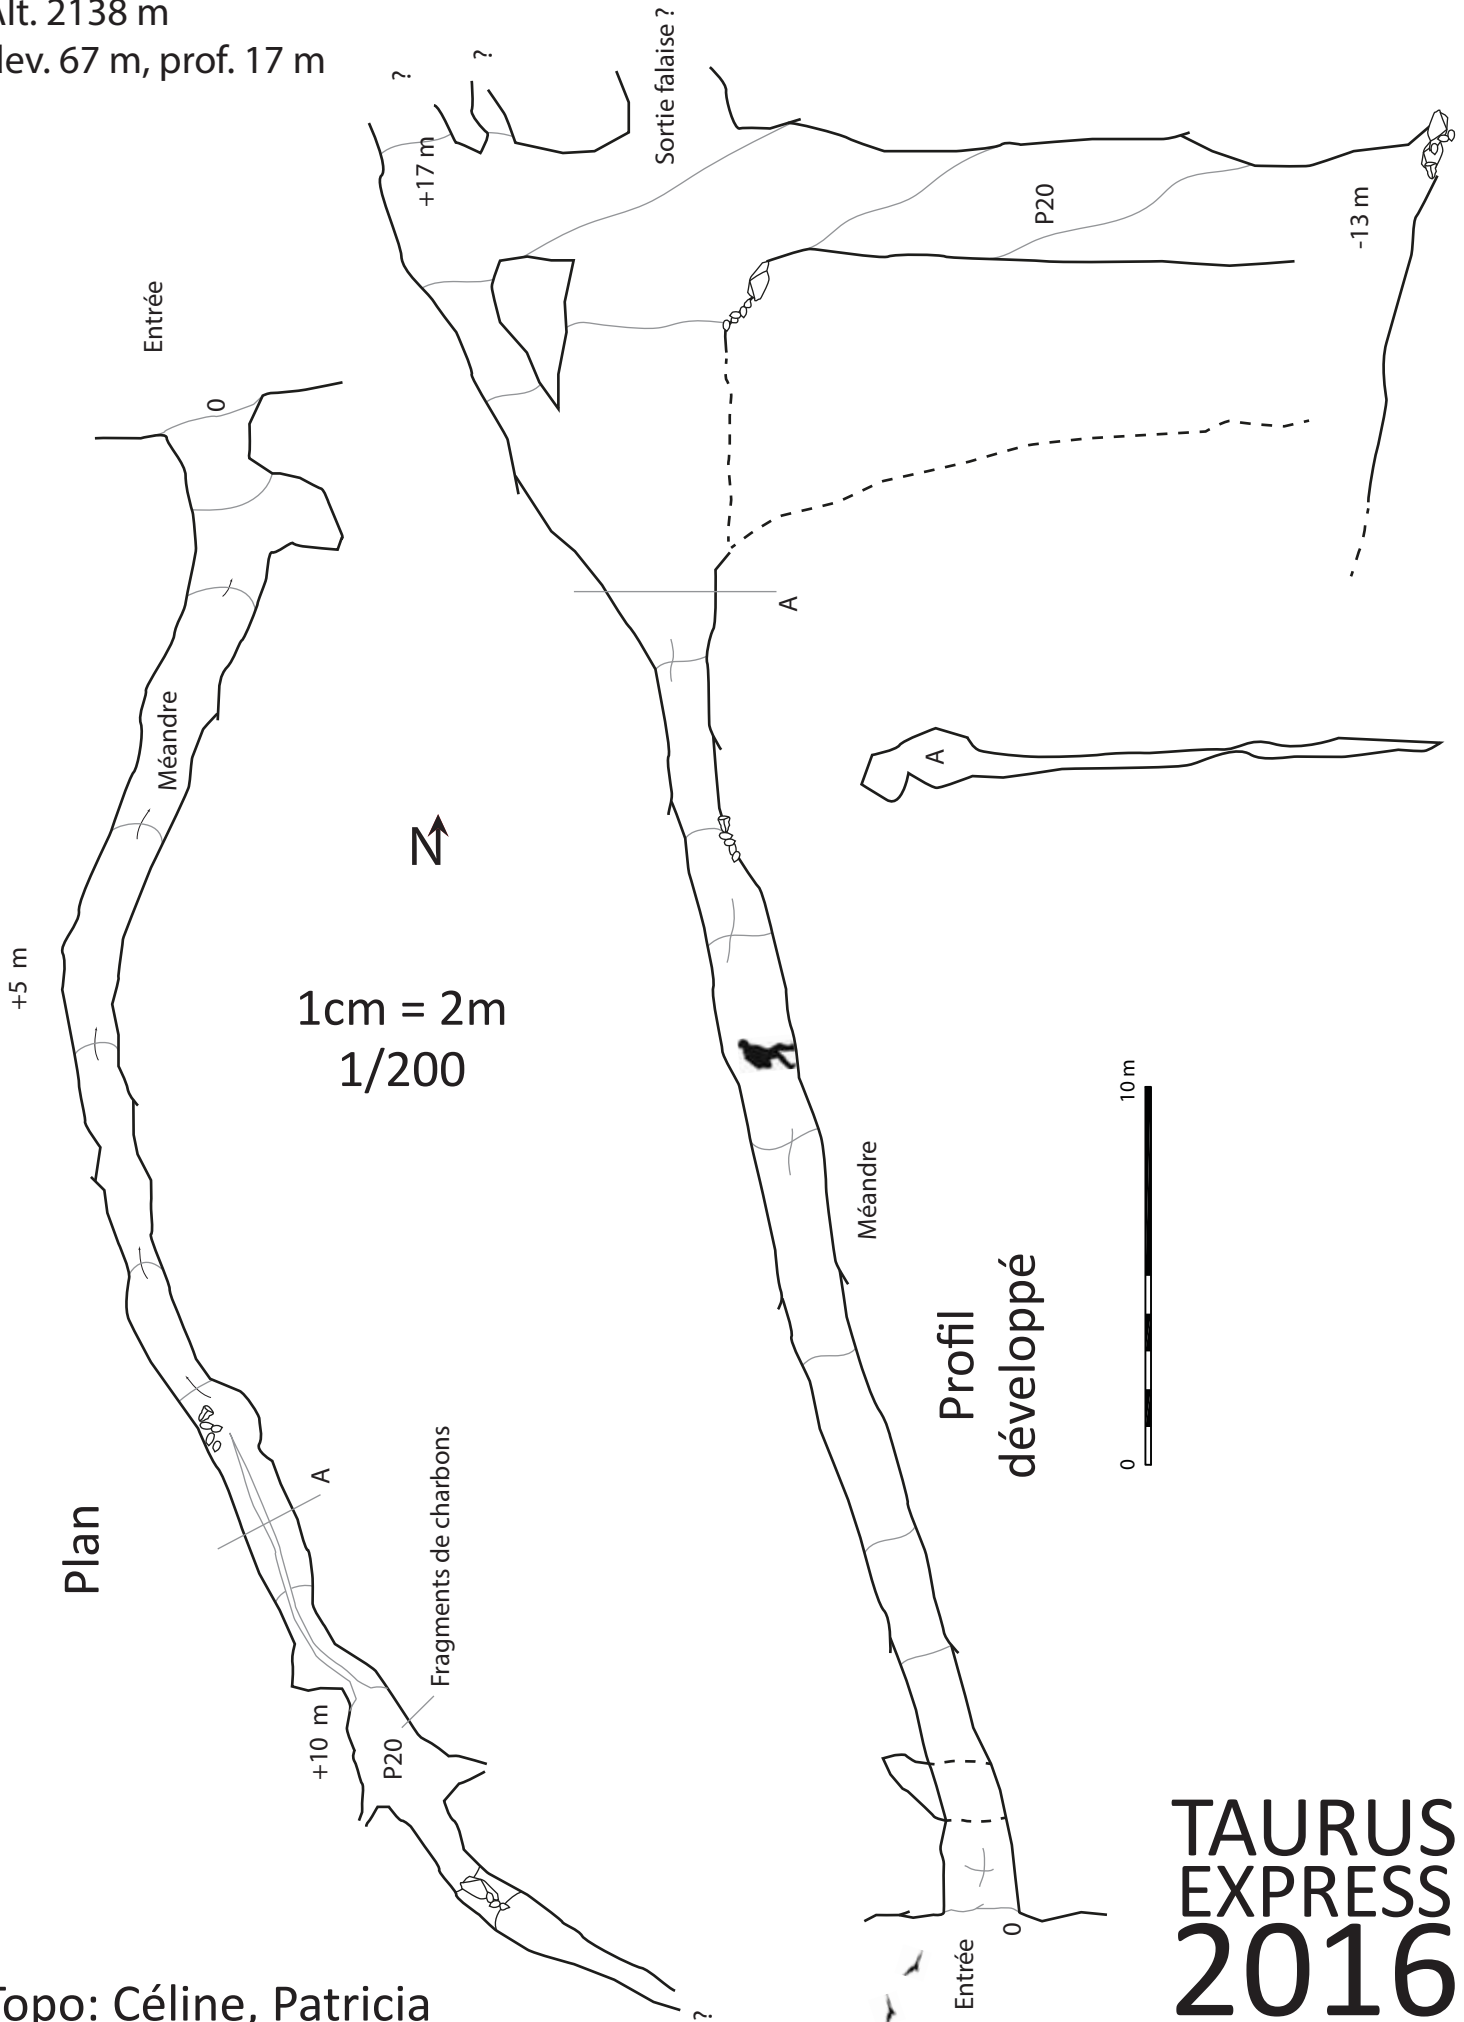 Alt. 2138 m
dev. 67 m, prof. 17 m
?
?
Sortie falaise ?
+17 m
P20
-13 m
Entrée
0
Méandre
A
A
N
+5 m
1cm = 2m
1/200
10 m
0
Méandre
Profil
développé
Plan
A
Fragments de charbons
+10 m
P20
Entrée
0
?
TAURUS
EXPRESS
2016
Topo: Céline, Patricia